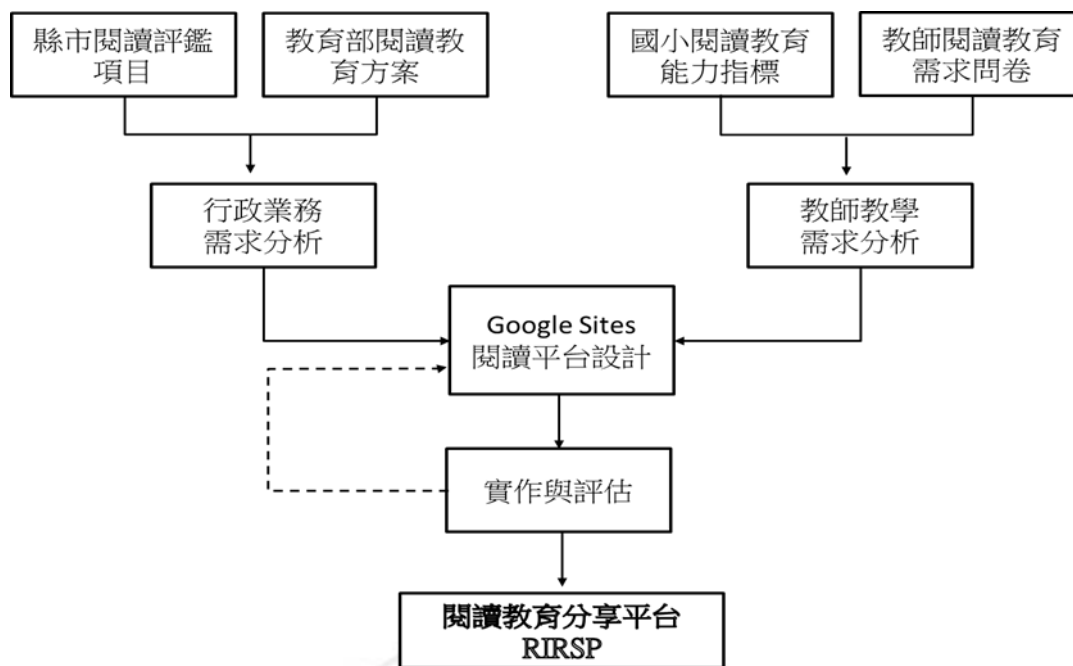 縣市閱讀評鑑
項目
教育部閱讀教
育方案
國小閱讀教育
能力指標
教師閱讀教育
需求問卷
行政業務
需求分析
教師教學
需求分析
Google Sites
閱讀平台設計
實作與評估
閱讀教育分享平台
RIRSP